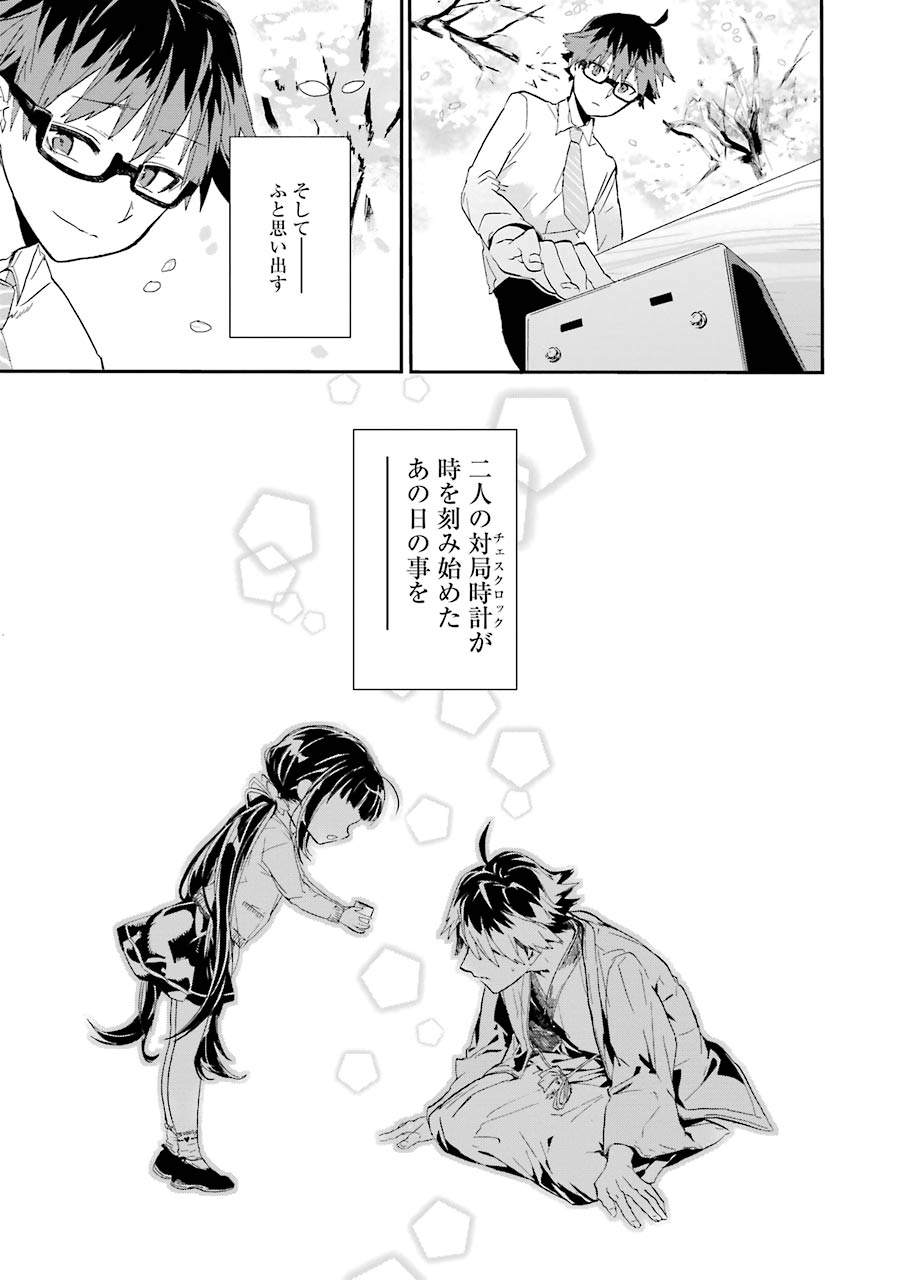 そして――
ふと思い出す
二人の対局時計が
チェスクロック
時を刻み始めた
あの日の事を
――